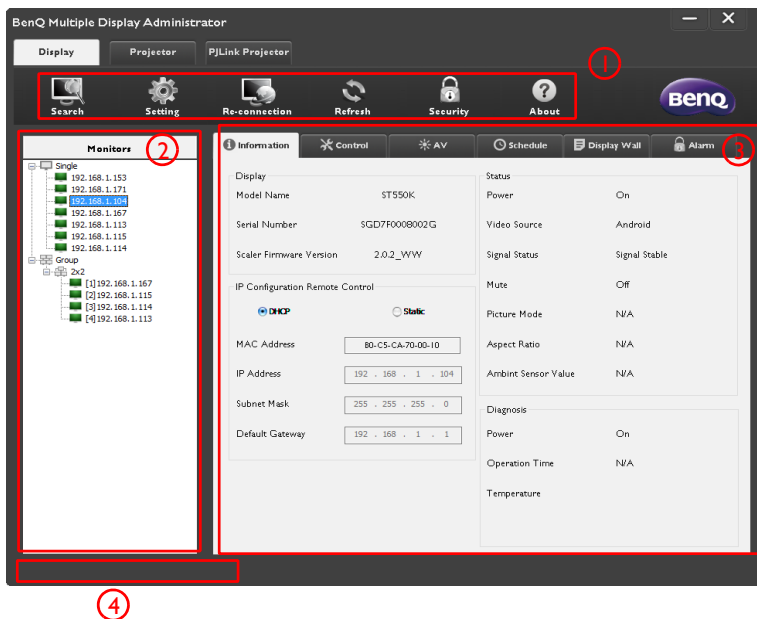 BenQ Multiple Display Administrator
Display Projector PJLink Projector
1
Search Setting Re-connection Refresh Security About
BenQ
Monitors
2
Single
192.168.1.153
192.168.1.171
192.168.1.104
192.168.1.167
192.168.1.113
192.168.1.115
192.168.1.114
Group
2x2
[1]192.168.1.167
[2]192.168.1.115
[3]192.168.1.114
[4]192.168.1.113
Information Control AV Schedule Display Wall Alarm
3
Display
Model Name ST550K
Serial Number SGD7F0008002G
Scaler Firmware Version 2.0.2_WW
IP Configuration Remote Control
DHCP Static
MAC Address B0-C5-CA-70-00-10
IP Address 192 . 168 . 1 . 104
Subnet Mask 255 . 255 . 255 . 0
Default Gateway 192 . 168 . 1 . 1
Status
Power On
Video Source Android
Signal Status Signal Stable
Mute Off
Picture Mode N/A
Aspect Ratio N/A
Ambint Sensor Value N/A
Diagnosis
Power On
Operation Time N/A
Temperature
4